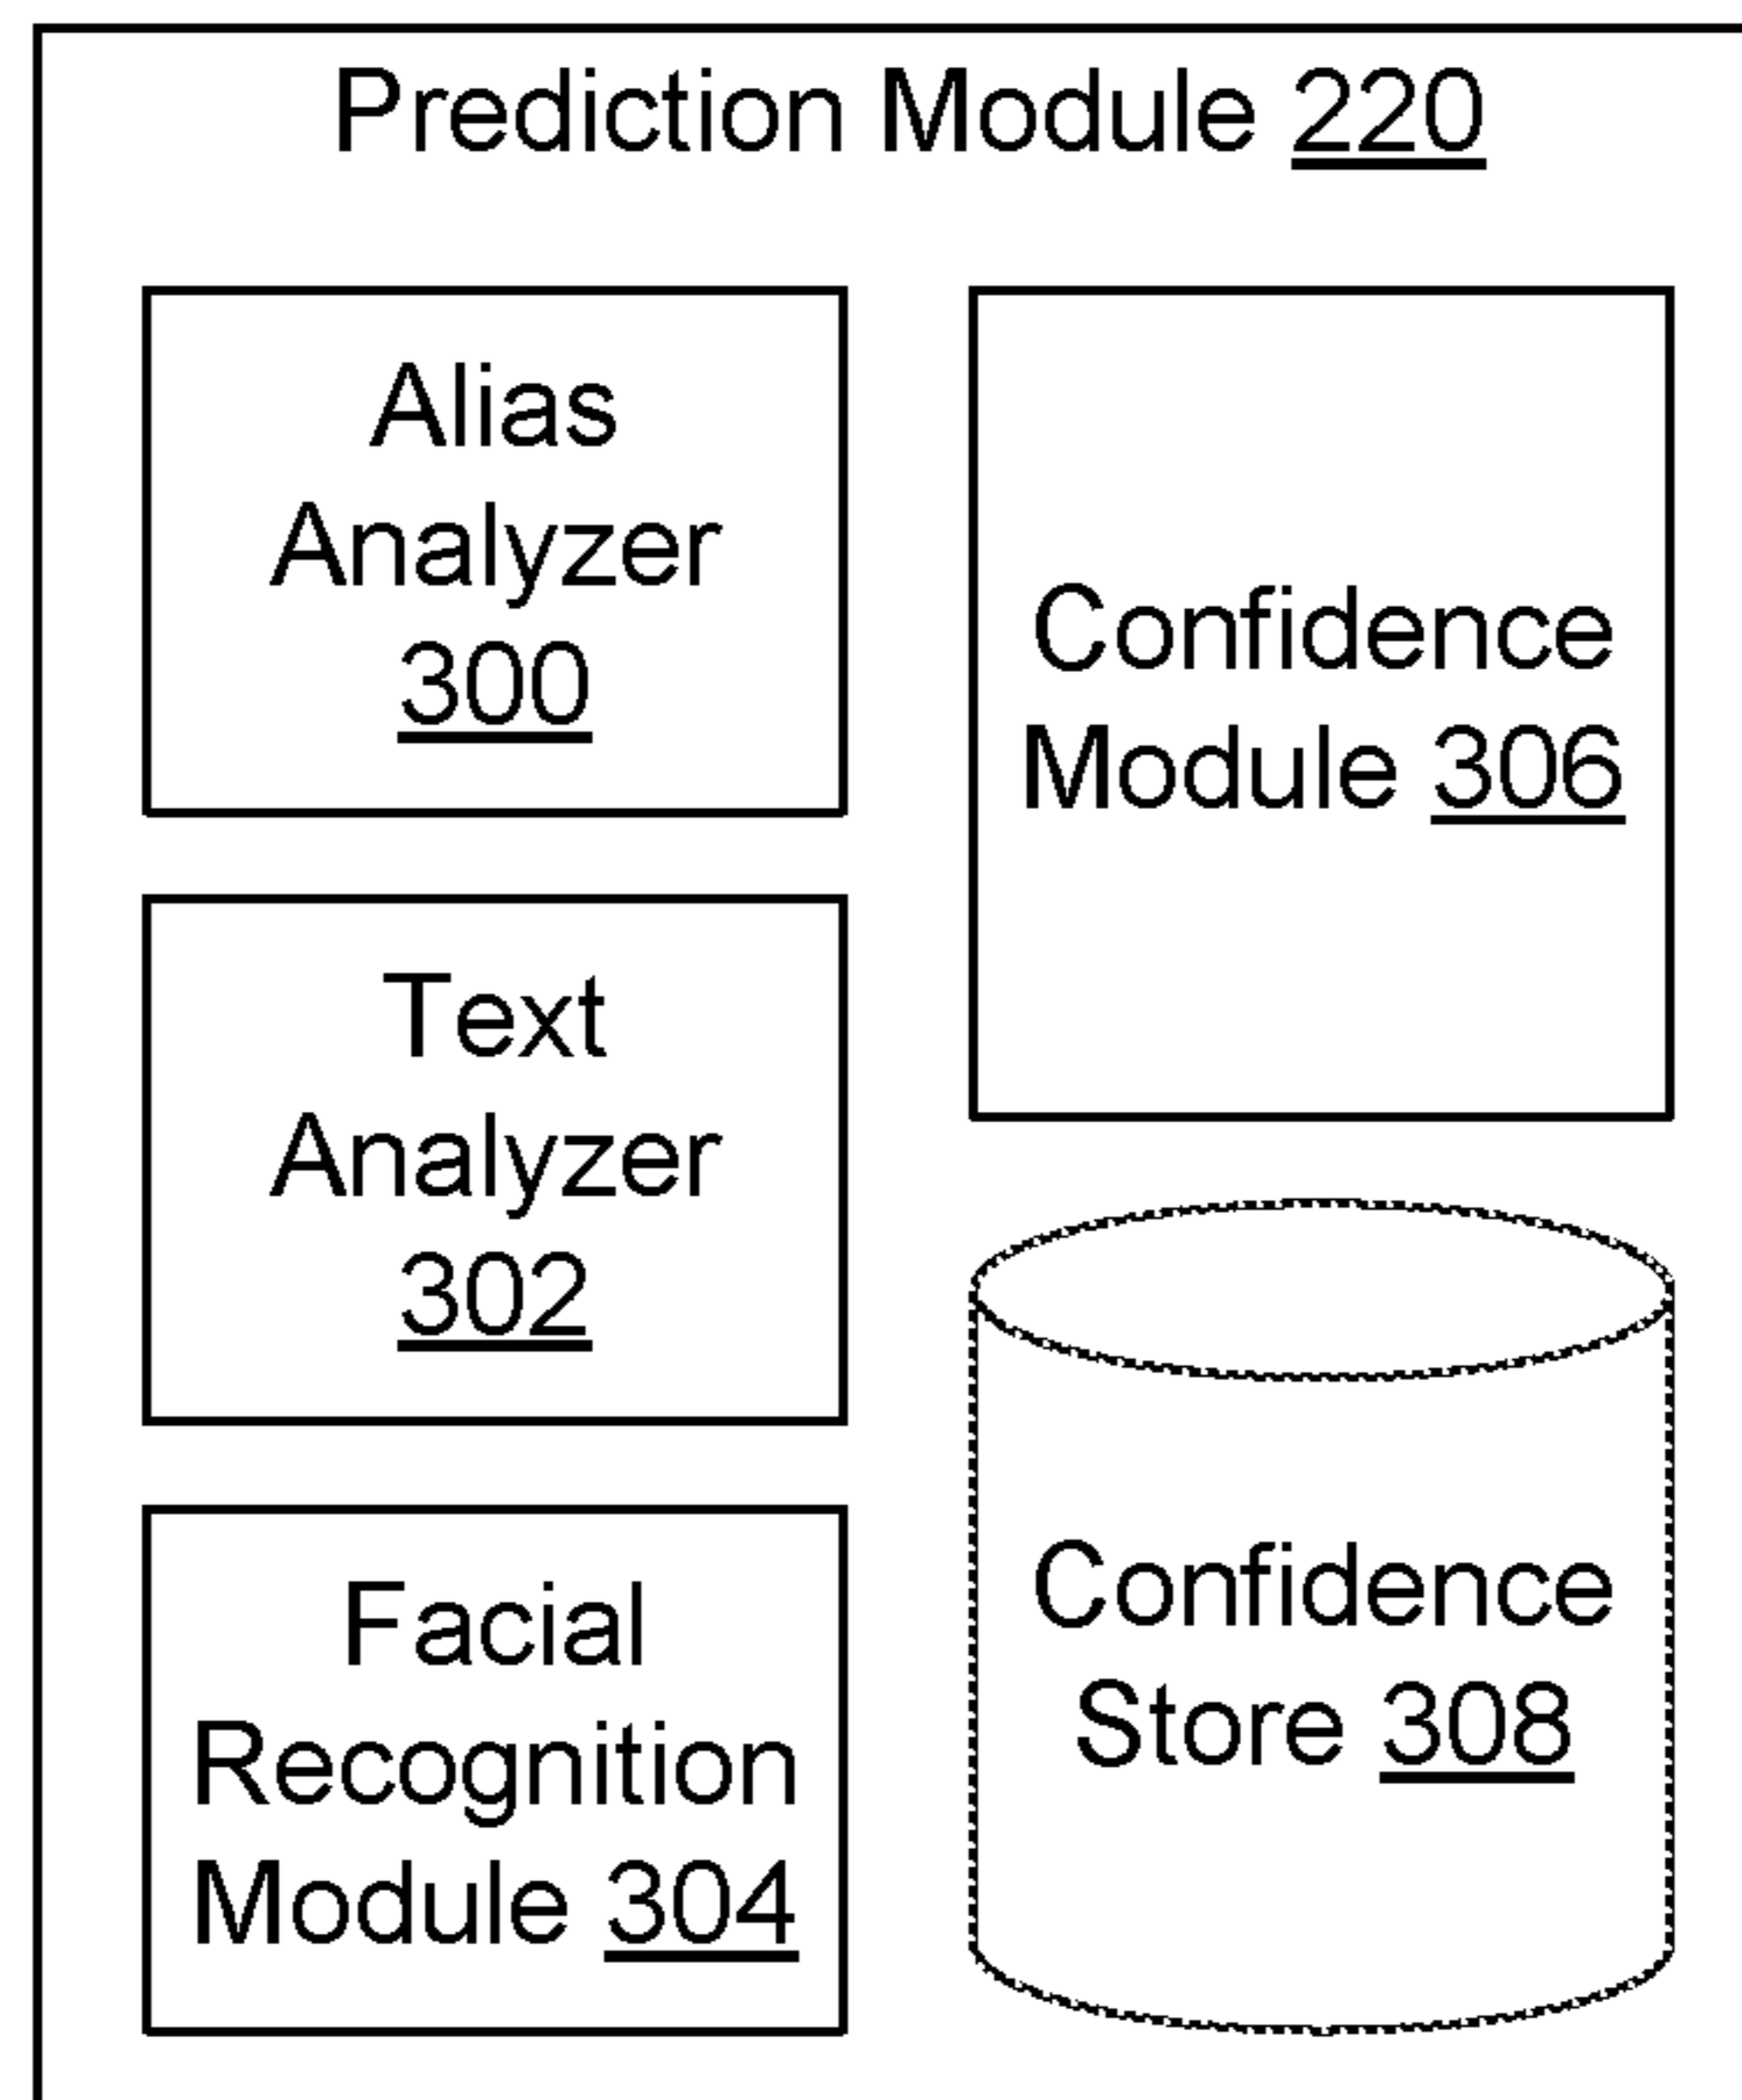 Prediction Module 220
Alias
Analyzer
300
Text
Analyzer
302
Facial
Recognition
Module 304
Confidence
Module 306
Confidence
Store 308